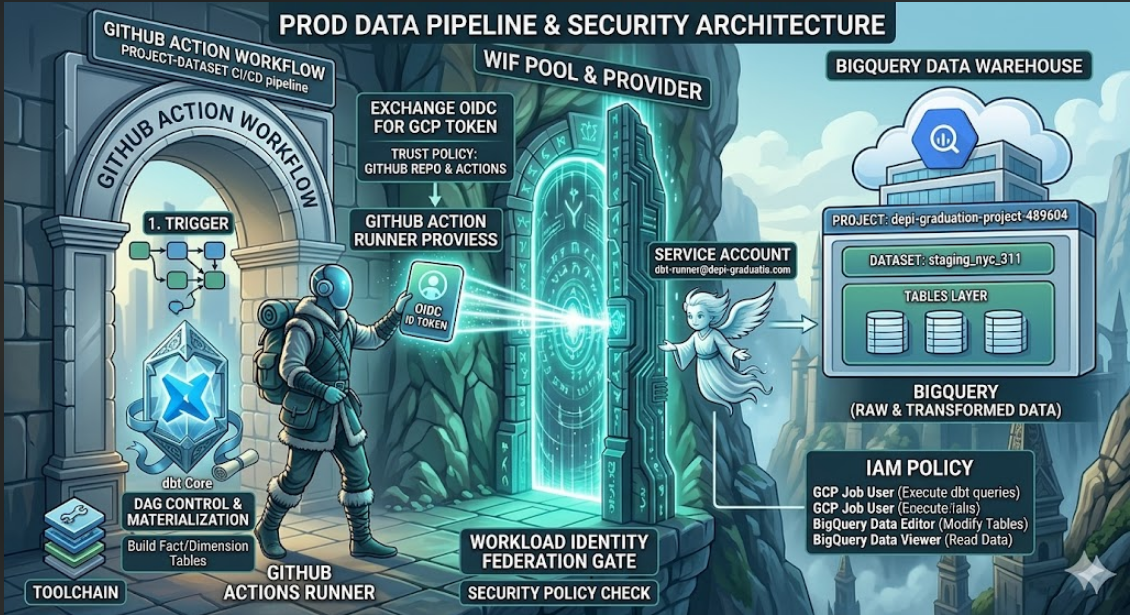 PROD DATA PIPELINE & SECURITY ARCHITECTURE
GITHUB ACTION WORKFLOW
PROJECT-DATASET CI/CD pipeline
GITHUB ACTION WORKFLOW
1. TRIGGER
dbt Core
DAG CONTROL &
MATERIALIZATION
Build Fact/Dimension
Tables
TOOLCHAIN
GITHUB
ACTIONS RUNNER
EXCHANGE OIDC
FOR GCP TOKEN
TRUST POLICY:
GITHUB REPO & ACTIONS
GITHUB ACTION
RUNNER PROVIESS
OIDC
ID TOKEN
WIF POOL & PROVIDER
WORKLOAD IDENTITY
FEDERATION GATE
SECURITY POLICY CHECK
SERVICE ACCOUNT
dbt-runner@depi-graduatis.com
BIGQUERY DATA WAREHOUSE
PROJECT: depi-graduation-project-489604
DATASET: staging_nyc_311
TABLES LAYER
BIGQUERY
(RAW & TRANSFORMED DATA)
IAM POLICY
GCP Job User (Execute dbt queries)
GCP Job User
BigQuery Data Editor (Modify Tables)
BigQuery Data Viewer (Read Data)